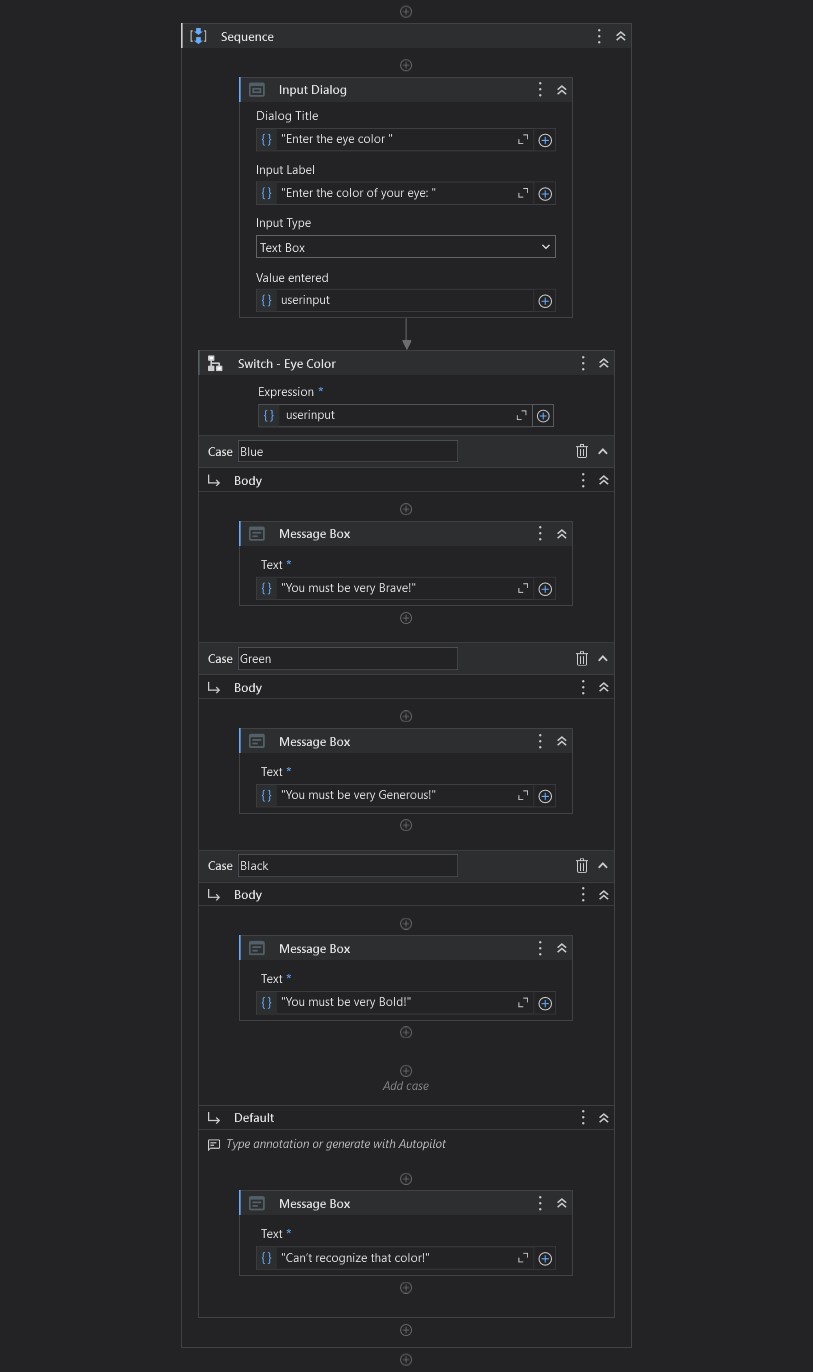 Sequence
Input Dialog
Dialog Title
"Enter the eye color "
Input Label
"Enter the color of your eye: "
Input Type
Text Box
Value entered
userinput
Switch - Eye Color
Expression *
userinput
Case Blue
Body
Message Box
Text *
"You must be very Brave!"
Case Green
Body
Message Box
Text *
"You must be very Generous!"
Case Black
Body
Message Box
Text *
"You must be very Bold!"
Add case
Default
Type annotation or generate with Autopilot
Message Box
Text *
"Can't recognize that color!"